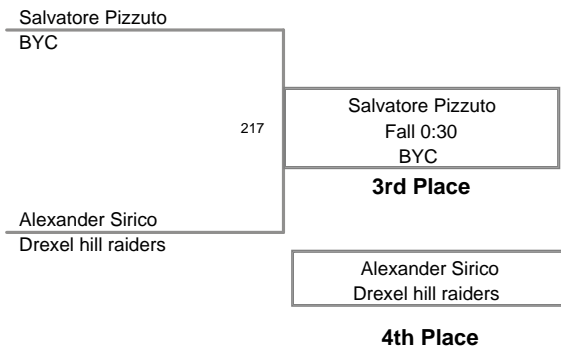 Salvatore Pizzuto
BYC
217
Salvatore Pizzuto
Fall 0:30
BYC
3rd Place
Alexander Sirico
Drexel hill raiders
Alexander Sirico
Drexel hill raiders
4th Place